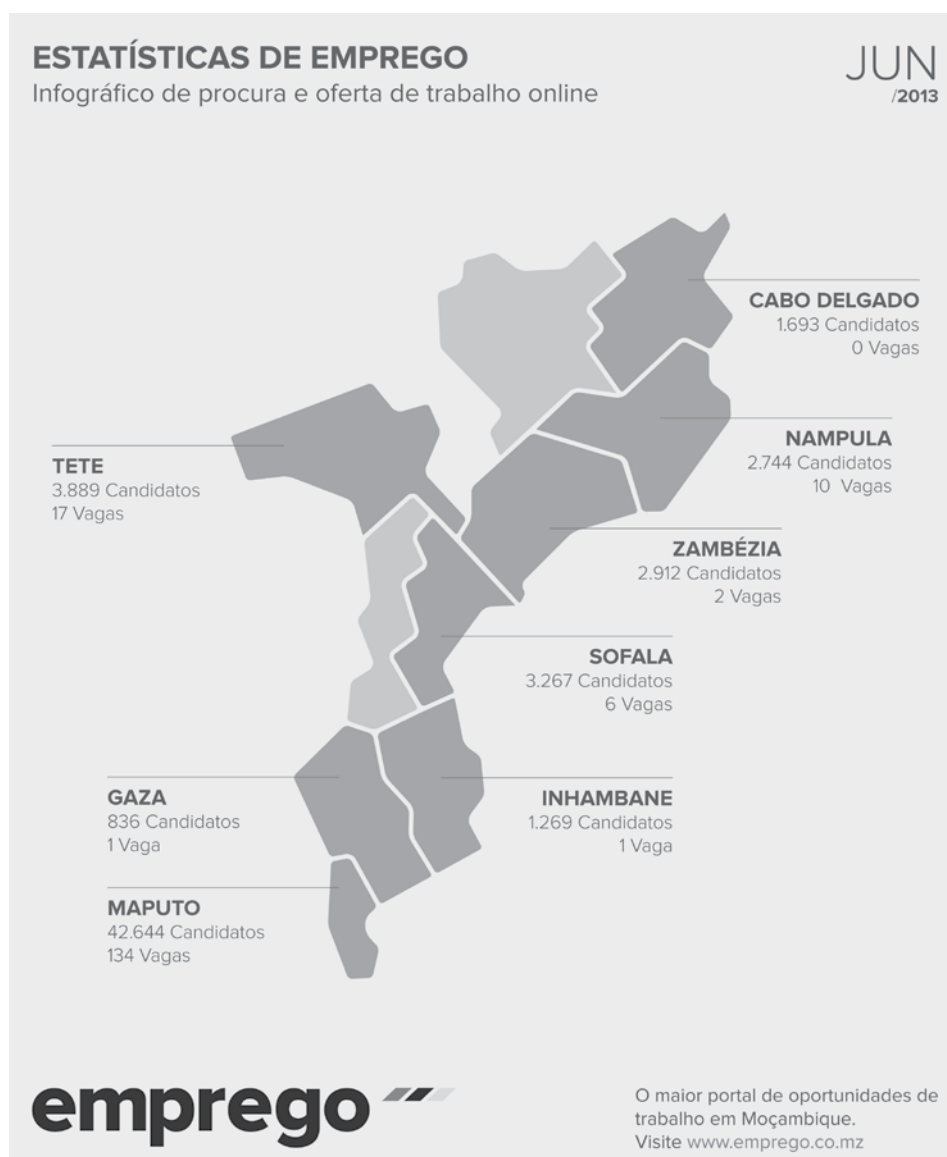 ESTATÍSTICAS DE EMPREGO
Infográfico de procura e oferta de trabalho online
JUN
/2013
CABO DELGADO
1.693 Candidatos
0 Vagas
NAMPULA
2.744 Candidatos
10 Vagas
TETE
3.889 Candidatos
17 Vagas
ZAMBÉZIA
2.912 Candidatos
2 Vagas
SOFALA
3.267 Candidatos
6 Vagas
GAZA
836 Candidatos
1 Vaga
INHAMBANE
1.269 Candidatos
1 Vaga
MAPUTO
42.644 Candidatos
134 Vagas
emprego
O maior portal de oportunidades de
trabalho em Moçambique.
Visite www.emprego.co.mz